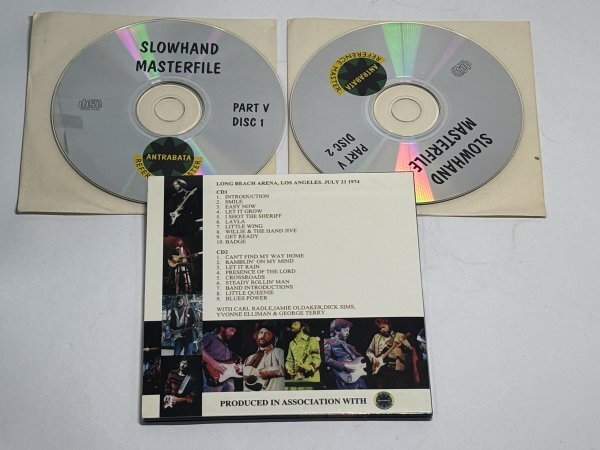 SLOWHAND
MASTERFILE
PART V
DISC 1
ANTRABATA
SLOWHAND
MASTERFILE
PART V
DISC 2
ANTRABATA
REFERENCE MASTER
LONG BEACH ARENA, LOS ANGELES. JULY 21 1974
CD1
1. INTRODUCTION
2. SMILE
3. EASY NOW
4. LET IT GROW
5. I SHOT THE SHERIFF
6. LAYLA
7. LITTLE WING
8. WILLIE & THE HAND JIVE
9. GET READY
10. BADGE
CD2
1. CAN'T FIND MY WAY HOME
2. RAMBLIN' ON MY MIND
3. LET IT RAIN
4. PRESENCE OF THE LORD
5. CROSSROADS
6. STEADY ROLLIN' MAN
7. BAND INTRODUCTIONS
8. LITTLE QUEENIE
9. BLUES POWER
WITH CARL RADLE,JAMIE OLDAKER,DICK SIMS,
YVONNE ELLIMAN & GEORGE TERRY.
PRODUCED IN ASSOCIATION WITH